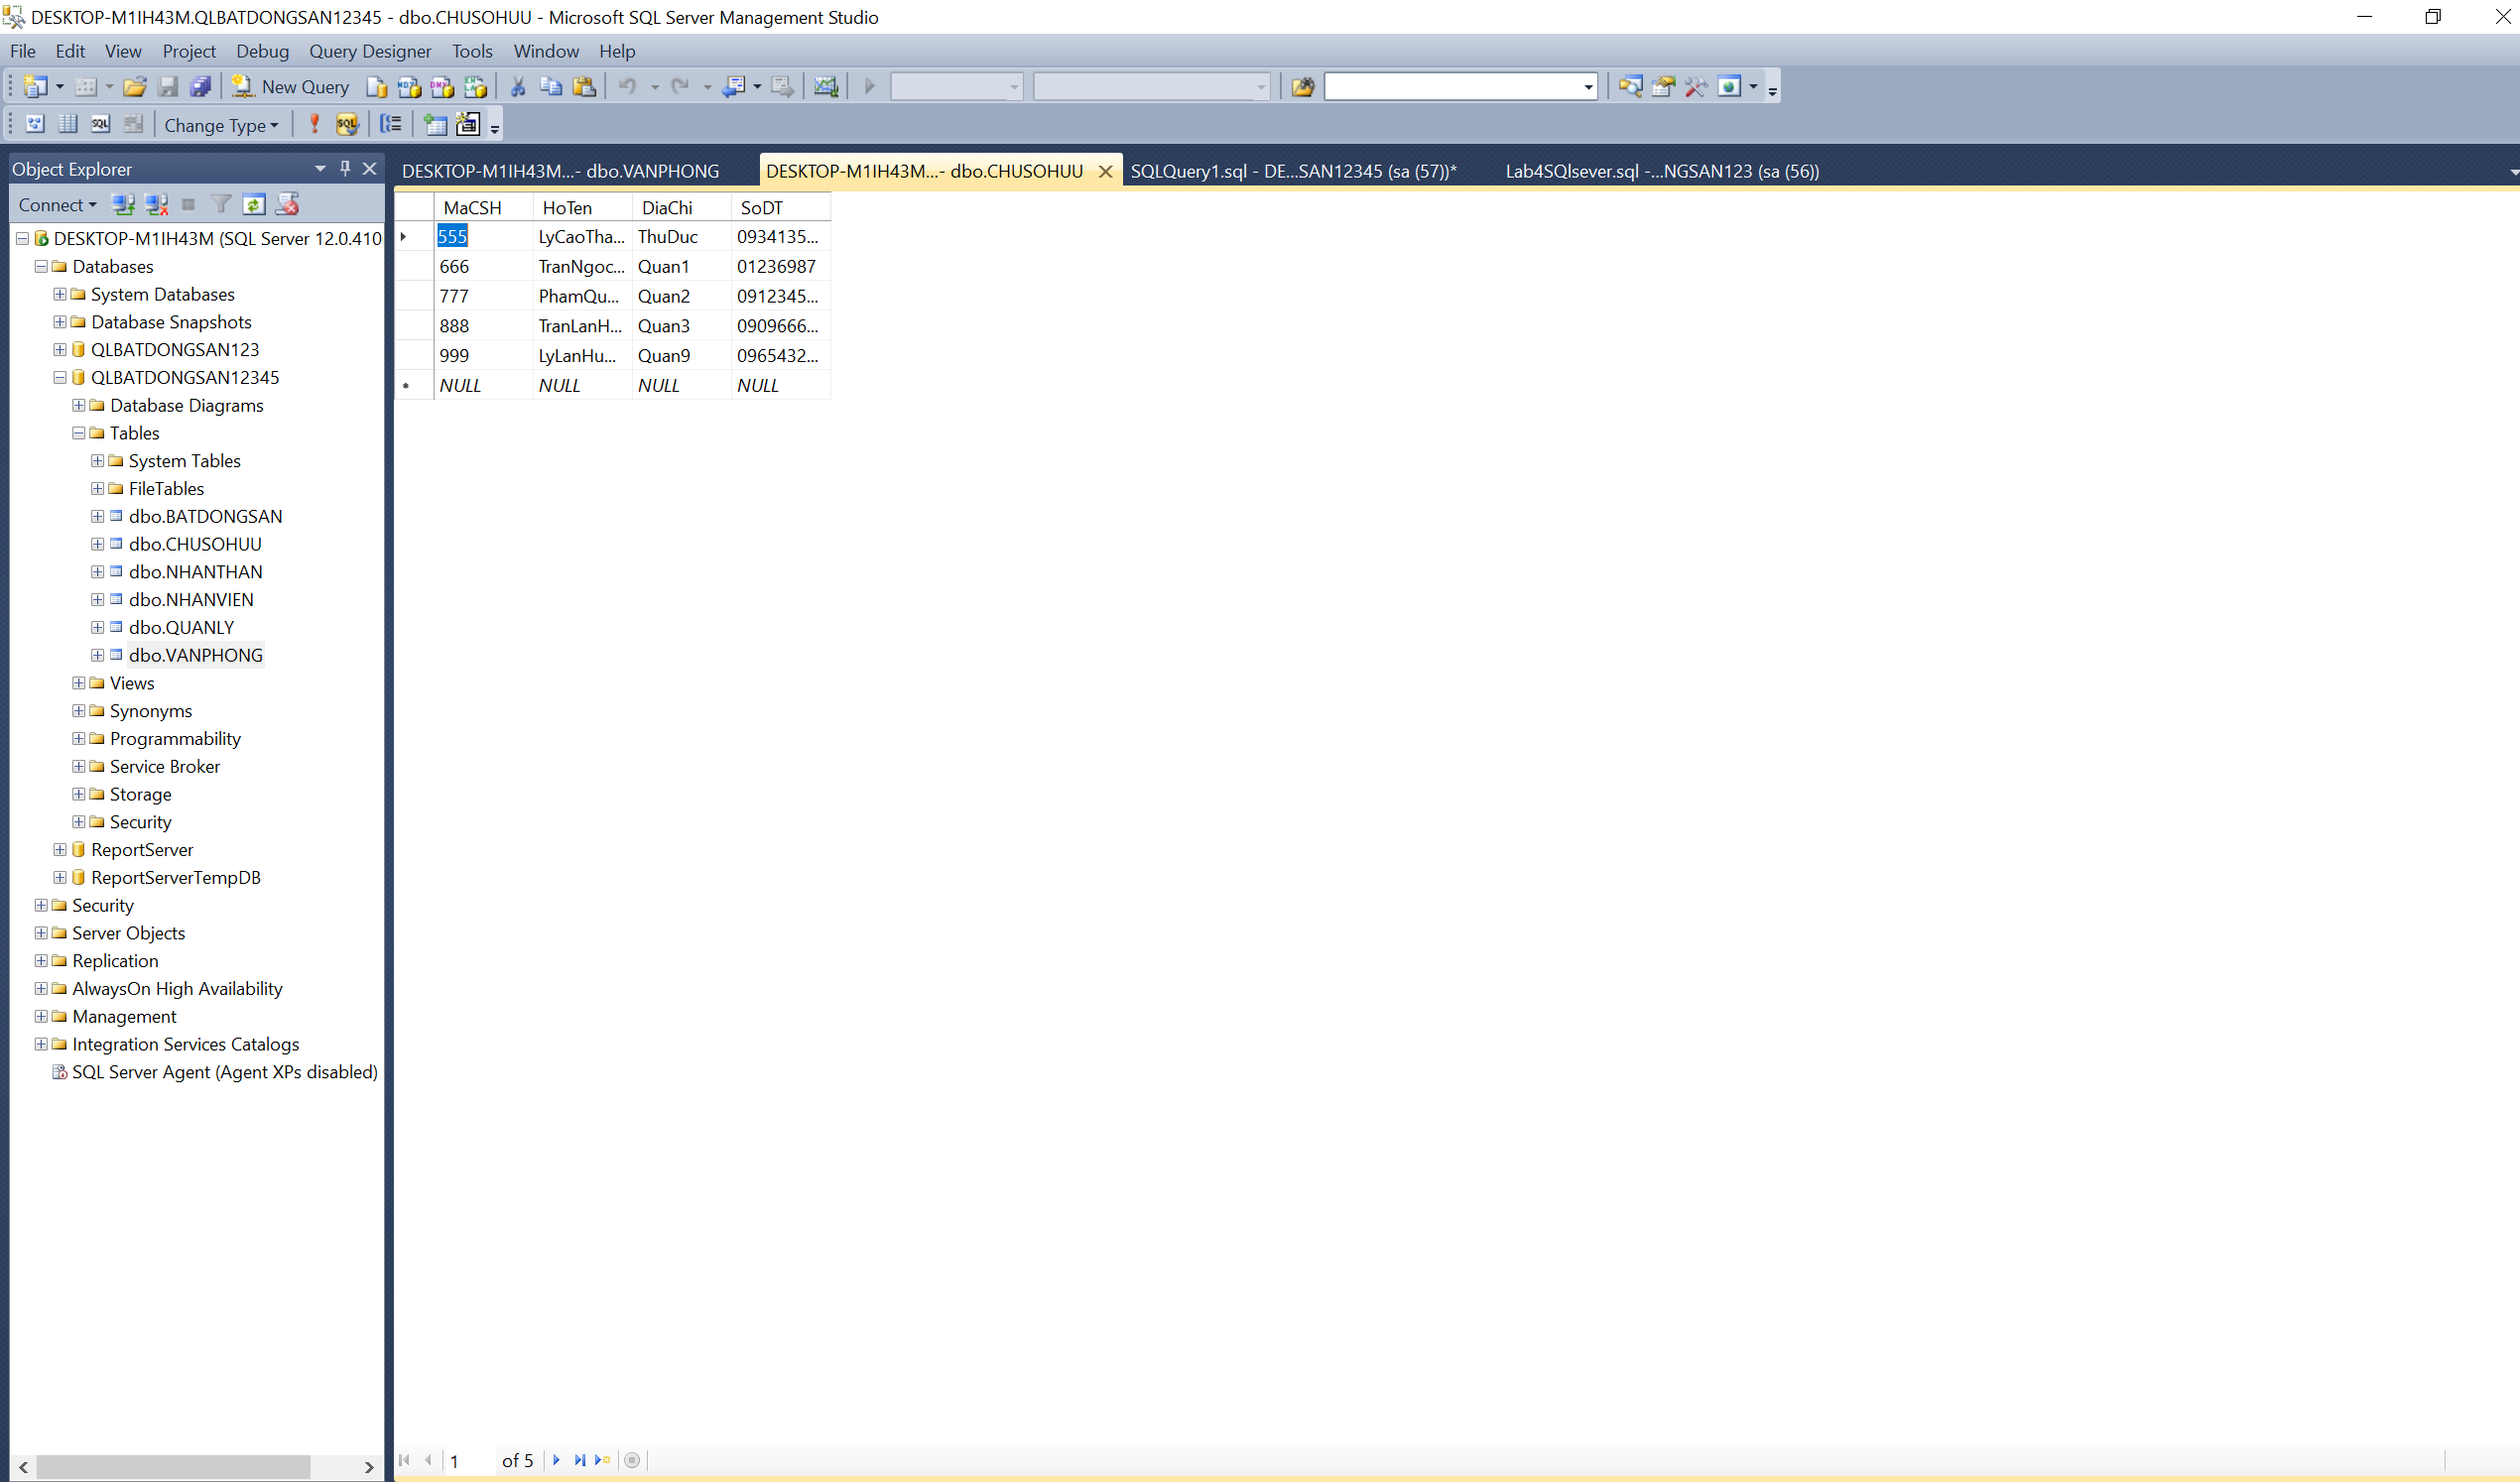 DESKTOP-M1IH43M.QLBATDONGSAN12345 - dbo.CHUSOHUU - Microsoft SQL Server Management Studio
File Edit View Project Debug Query Designer Tools Window Help
New Query
Change Type
Object Explorer
DESKTOP-M1IH43M...- dbo.VANPHONG
DESKTOP-M1IH43M...- dbo.CHUSOHUU
SQLQuery1.sql - DE...SAN12345 (sa (57))*
Lab4SQlsever.sql -...NGSAN123 (sa (56))
Connect
DESKTOP-M1IH43M (SQL Server 12.0.410
Databases
System Databases
Database Snapshots
QLBATDONGSAN123
QLBATDONGSAN12345
Database Diagrams
Tables
System Tables
FileTables
dbo.BATDONGSAN
dbo.CHUSOHUU
dbo.NHANTHAN
dbo.NHANVIEN
dbo.QUANLY
dbo.VANPHONG
Views
Synonyms
Programmability
Service Broker
Storage
Security
ReportServer
ReportServerTempDB
Security
Server Objects
Replication
AlwaysOn High Availability
Management
Integration Services Catalogs
SQL Server Agent (Agent XPs disabled)
MaCSH HoTen DiaChi SoDT
555 LyCaoTha... ThuDuc 0934135...
666 TranNgoc... Quan1 01236987
777 PhamQu... Quan2 0912345...
888 TranLanH... Quan3 0909666...
999 LyLanHu... Quan9 0965432...
NULL NULL NULL NULL
1 of 5